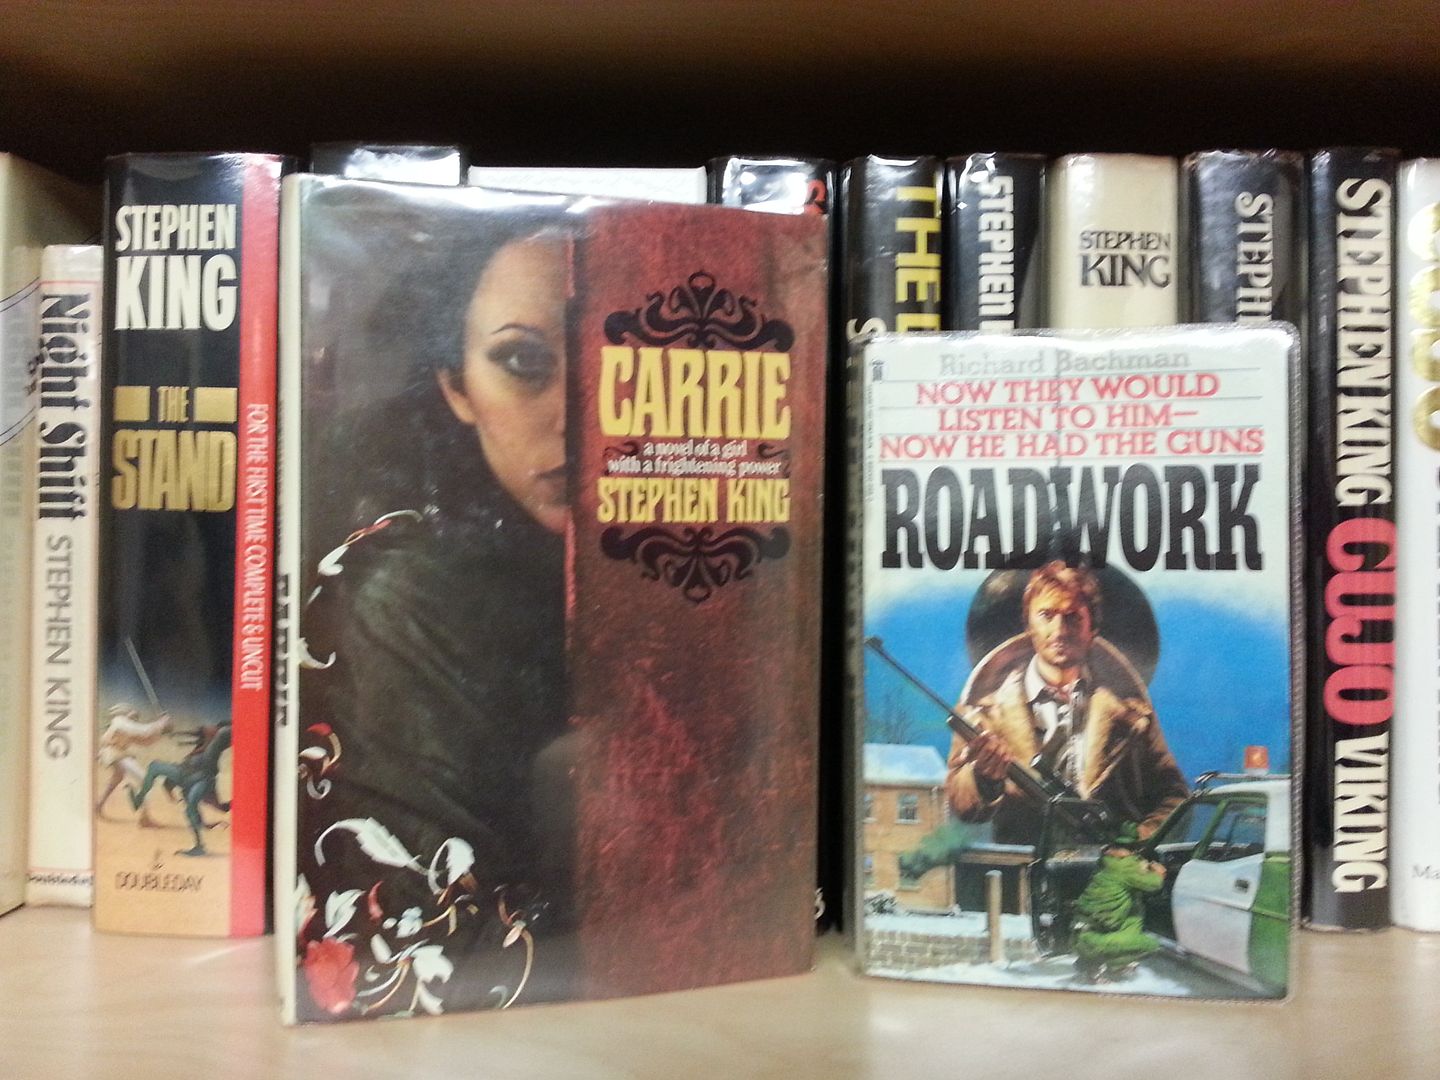 Night Shift
STEPHEN KING
STEPHEN
KING
THE
STAND
DOUBLEDAY
FOR THE FIRST TIME COMPLETE & UNCUT
CARRIE
a novel of a girl
with a frightening power
STEPHEN KING
THE
STEPHEN
STEPHEN
KING
Richard Bachman
NOW THEY WOULD
LISTEN TO HIM—
NOW HE HAD THE GUNS
ROADWORK
STEPHEN KING CUJO VIKING